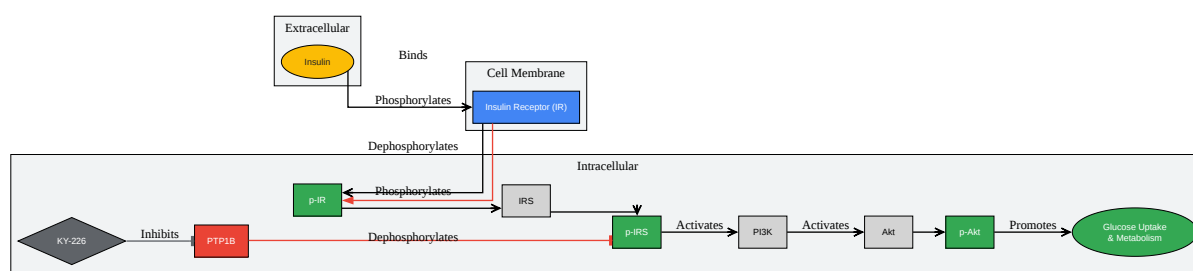 Extracellular
Insulin
Binds
Cell Membrane
Phosphorylates
Insulin Receptor (IR)
Dephosphorylates
Intracellular
Phosphorylates
p-IR
IRS
KY-226
Inhibits
PTP1B
Dephosphorylates
p-IRS
Activates
PI3K
Activates
Akt
p-Akt
Promotes
Glucose Uptake
& Metabolism